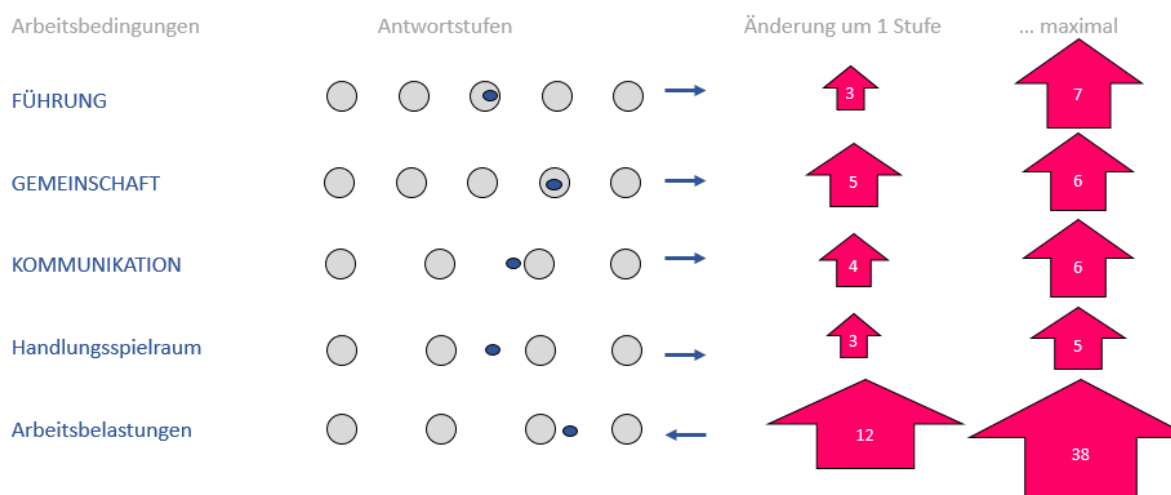 Arbeitsbedingungen Antwortstufen Änderung um 1 Stufe ... maximal
FÜHRUNG 3 7
GEMEINSCHAFT 5 6
KOMMUNIKATION 4 6
Handlungsspielraum 3 5
Arbeitsbelastungen 12 38